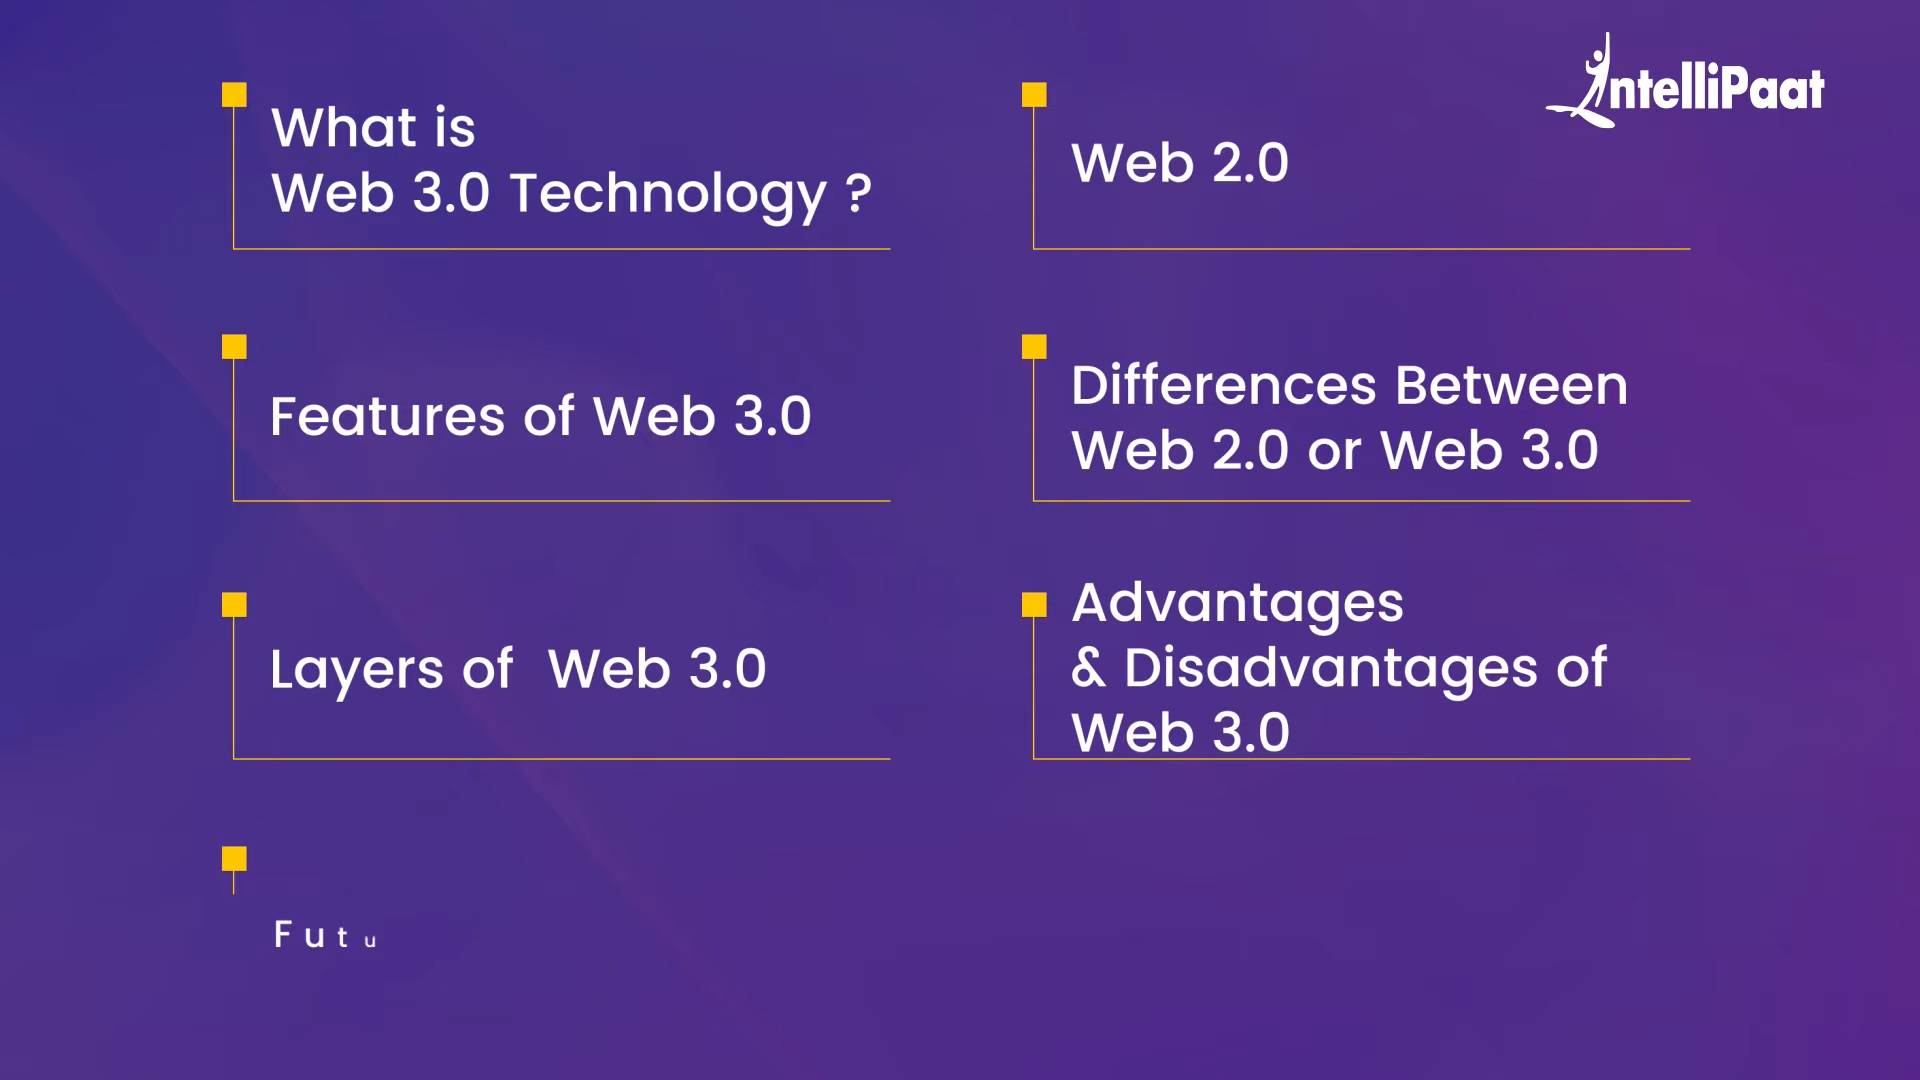 IntelliPaat
What is
Web 3.0 Technology ?
Web 2.0
Features of Web 3.0
Differences Between
Web 2.0 or Web 3.0
Layers of  Web 3.0
Advantages
& Disadvantages of
Web 3.0
Futu